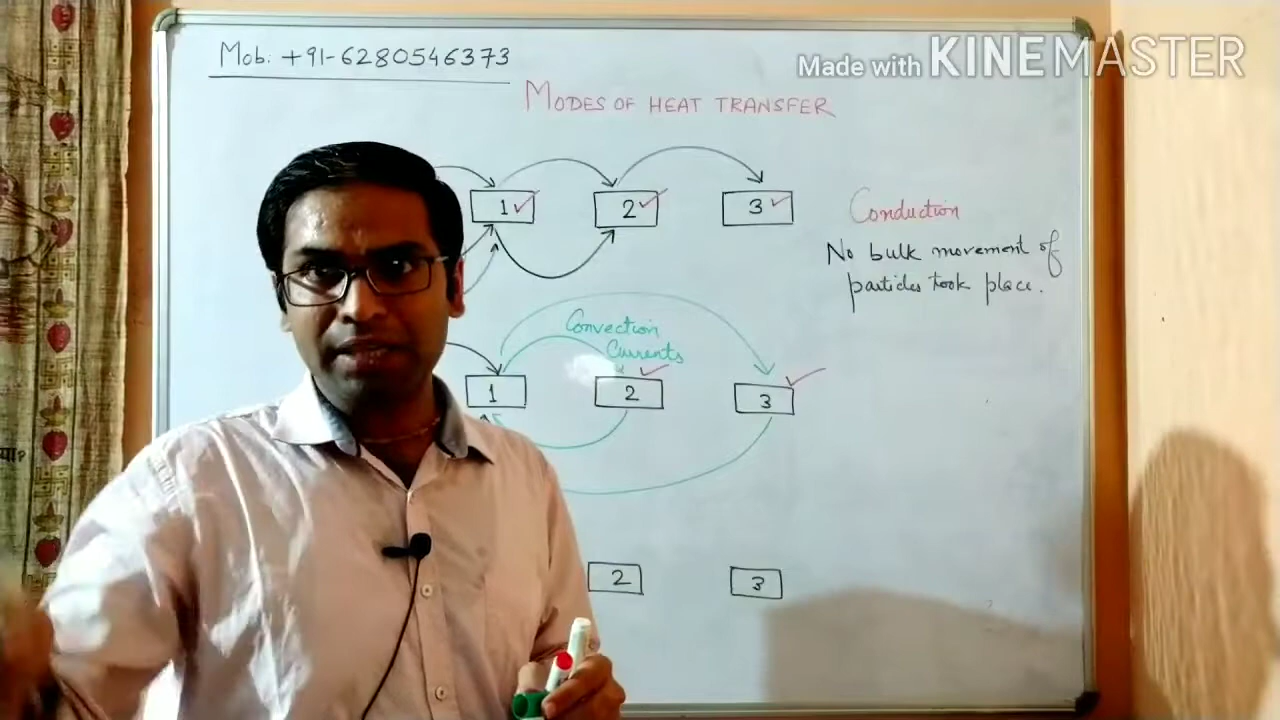 Mob: +91-6280546373
Made with KINEMASTER
MODES OF HEAT TRANSFER
1 2 3
Conduction
No bulk movement of
particles took place.
Convection
Currents
1 2 3
2 3